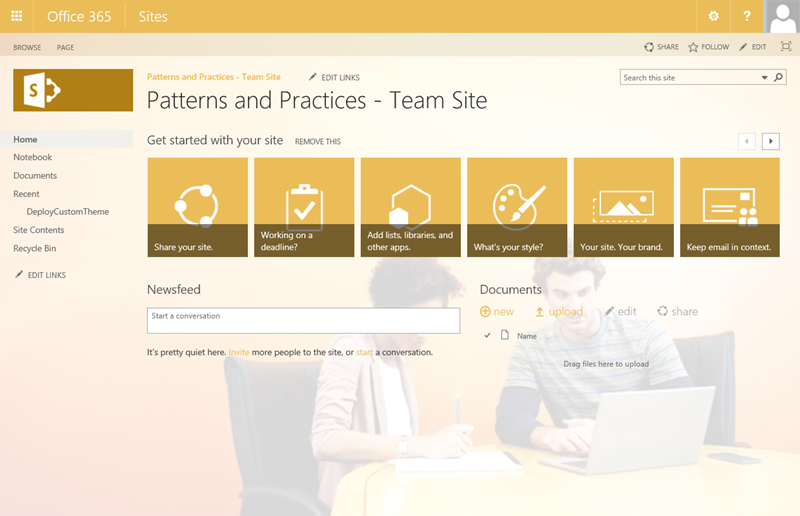 Office 365
Sites
?
BROWSE
PAGE
SHARE
FOLLOW
EDIT
S
Patterns and Practices - Team Site
EDIT LINKS
Search this site
Patterns and Practices - Team Site
Home
Notebook
Documents
Recent
DeployCustomTheme
Site Contents
Recycle Bin
EDIT LINKS
Get started with your site
REMOVE THIS
Share your site.
Working on a
deadline?
Add lists, libraries, and
other apps.
What's your style?
Your site. Your brand.
Keep email in context.
Newsfeed
Start a conversation
It's pretty quiet here. Invite more people to the site, or start a conversation.
Documents
new
upload
edit
share
Name
Drag files here to upload